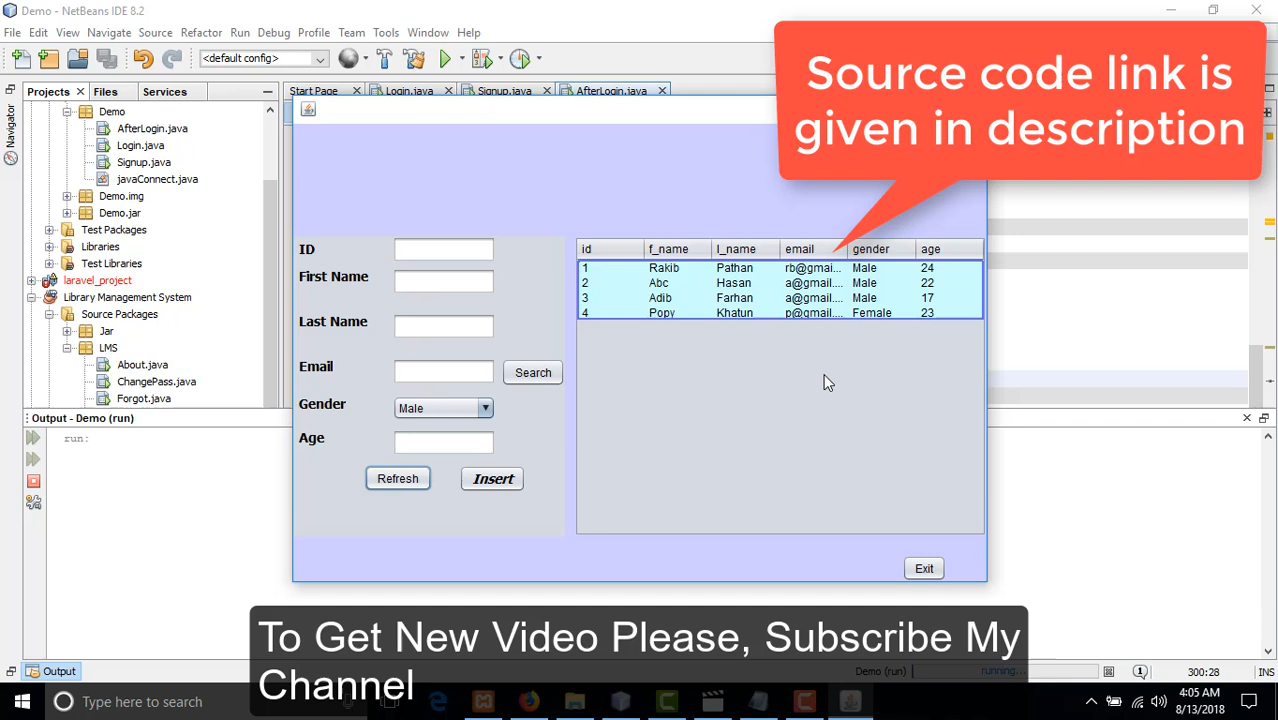 Demo - NetBeans IDE 8.2
File Edit View Navigate Source Refactor Run Debug Profile Team Tools Window Help
<default config>
Source code link is
given in description
Projects Files Services
Start Page Login.java Signup.java AfterLogin.java
Navigator
Demo
AfterLogin.java
Login.java
Signup.java
javaConnect.java
Demo.img
Demo.jar
Test Packages
Libraries
Test Libraries
laravel_project
Library Management System
Source Packages
Jar
LMS
About.java
ChangePass.java
Forgot.java
ID
First Name
Last Name
Email
Search
Gender
Male
Age
Refresh Insert
id f_name l_name email gender age
1 Rakib Pathan rb@gmai... Male 24
2 Abc Hasan a@gmail.... Male 22
3 Adib Farhan a@gmail.... Male 17
4 Popy Khatun p@gmail.... Female 23
Exit
Output - Demo (run)
run:
To Get New Video Please, Subscribe My
Channel
Output
Demo (run) running... 1 300:28 INS
Type here to search
4:05 AM
8/13/2018